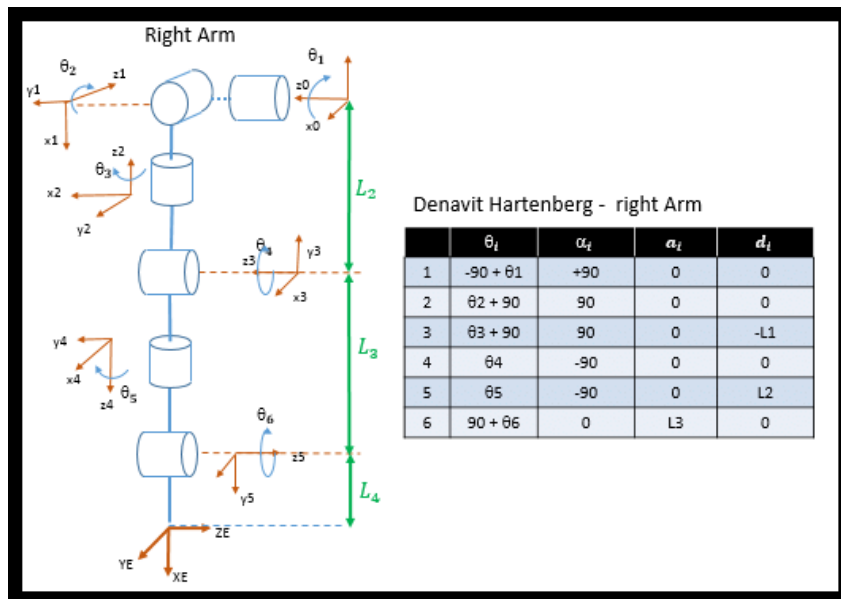 Right Arm
θ1
θ2
z1
y1
z0
x0
x1
z2
θ3
x2
L2
y2
Denavit Hartenberg - right Arm
θi αi ai di
1 -90 + θ1 +90 0 0
2 θ2 + 90 90 0 0
3 θ3 + 90 90 0 -L1
4 θ4 -90 0 0
5 θ5 -90 0 L2
6 90 + θ6 0 L3 0
θ4
y3
z3
x3
y4
L3
x4
θ5
z4
θ6
z5
y5
L4
ZE
YE
XE